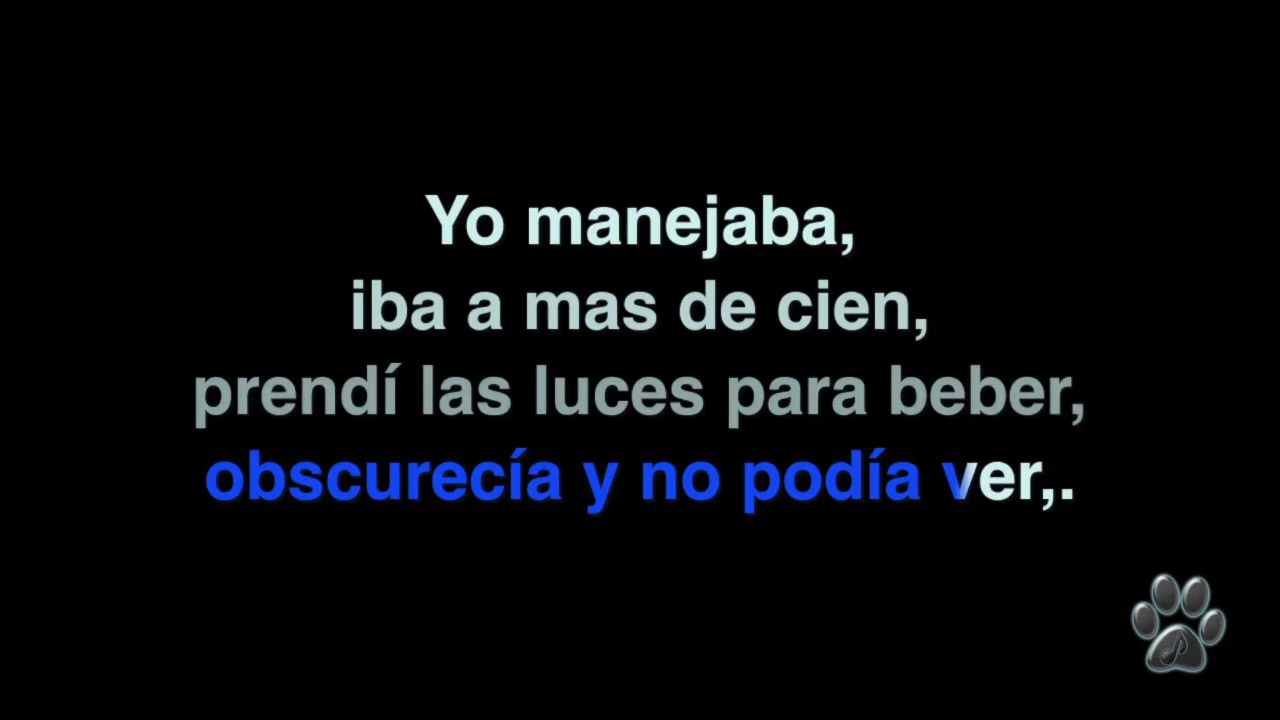 Yo manejaba,
iba a mas de cien,
prendí las luces para beber,
obscurecía y no podía ver,.